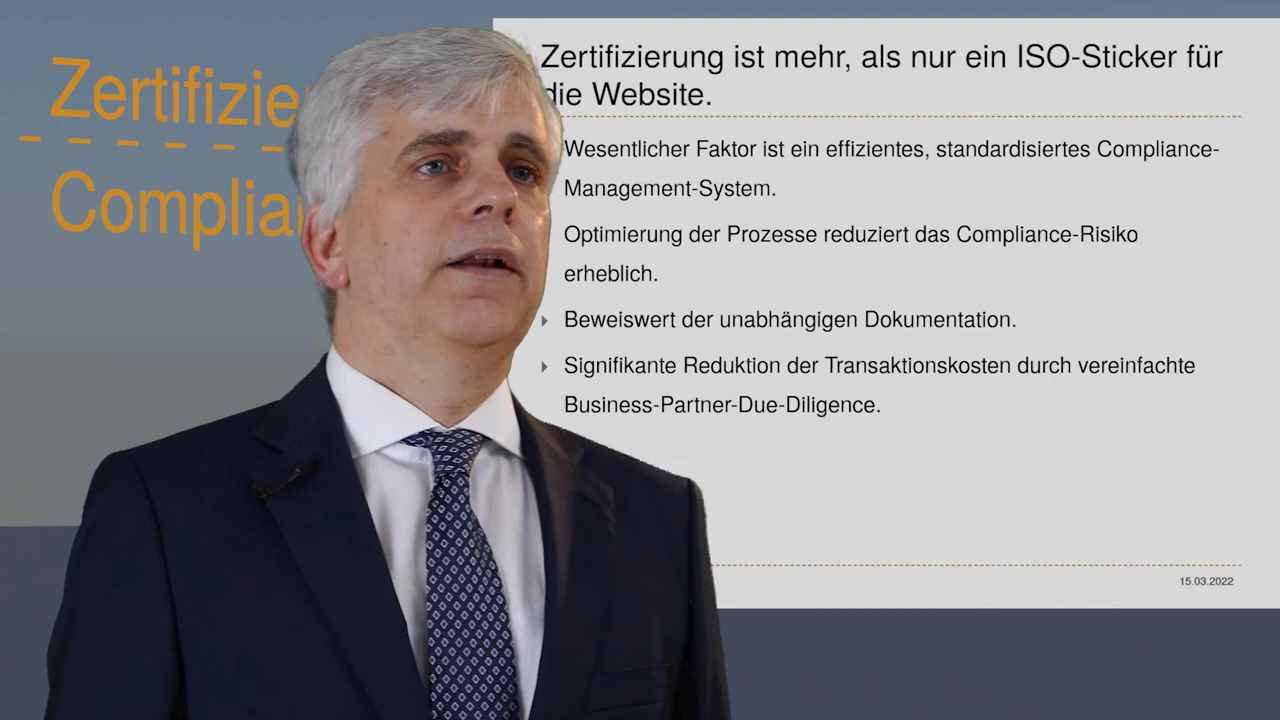 Zertifizie
Complia
Zertifizierung ist mehr, als nur ein ISO-Sticker für
die Website.
Wesentlicher Faktor ist ein effizientes, standardisiertes Compliance-
Management-System.
Optimierung der Prozesse reduziert das Compliance-Risiko
erheblich.
Beweiswert der unabhängigen Dokumentation.
Signifikante Reduktion der Transaktionskosten durch vereinfachte
Business-Partner-Due-Diligence.
15.03.2022